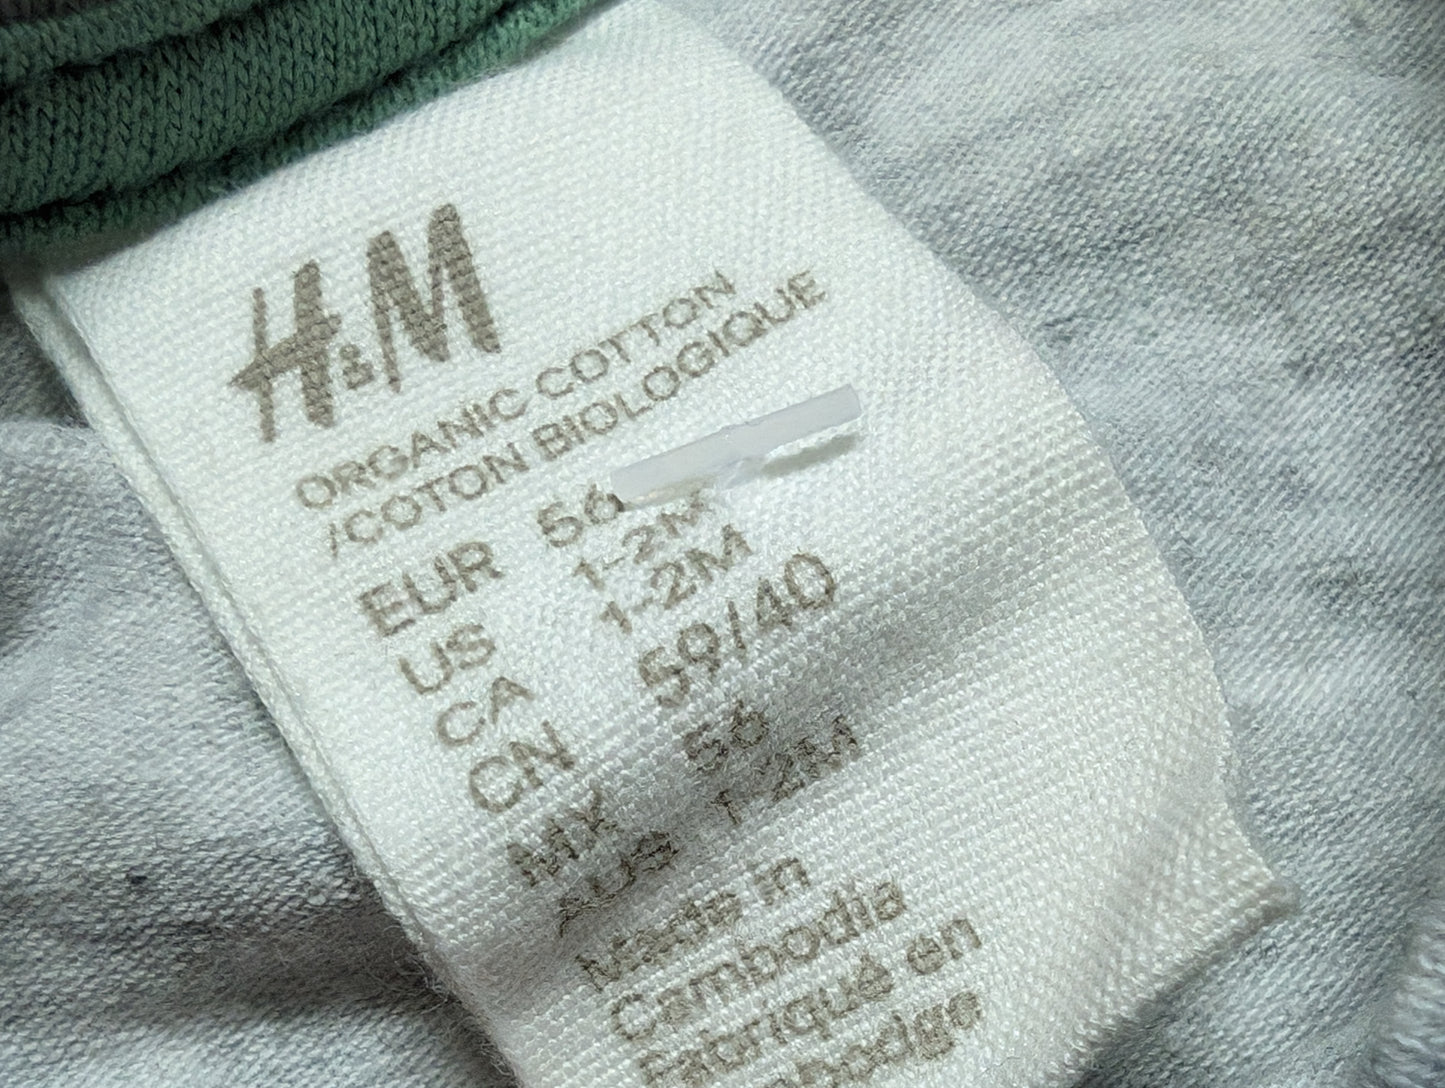 H&M
ORGANIC COTTON
/COTON BIOLOGIQUE
EUR 56
US 1-2M
CA 1-2M
CN 59/40
MX 56
AUS 1-2M
Made in
Cambodia
Fabriqué en